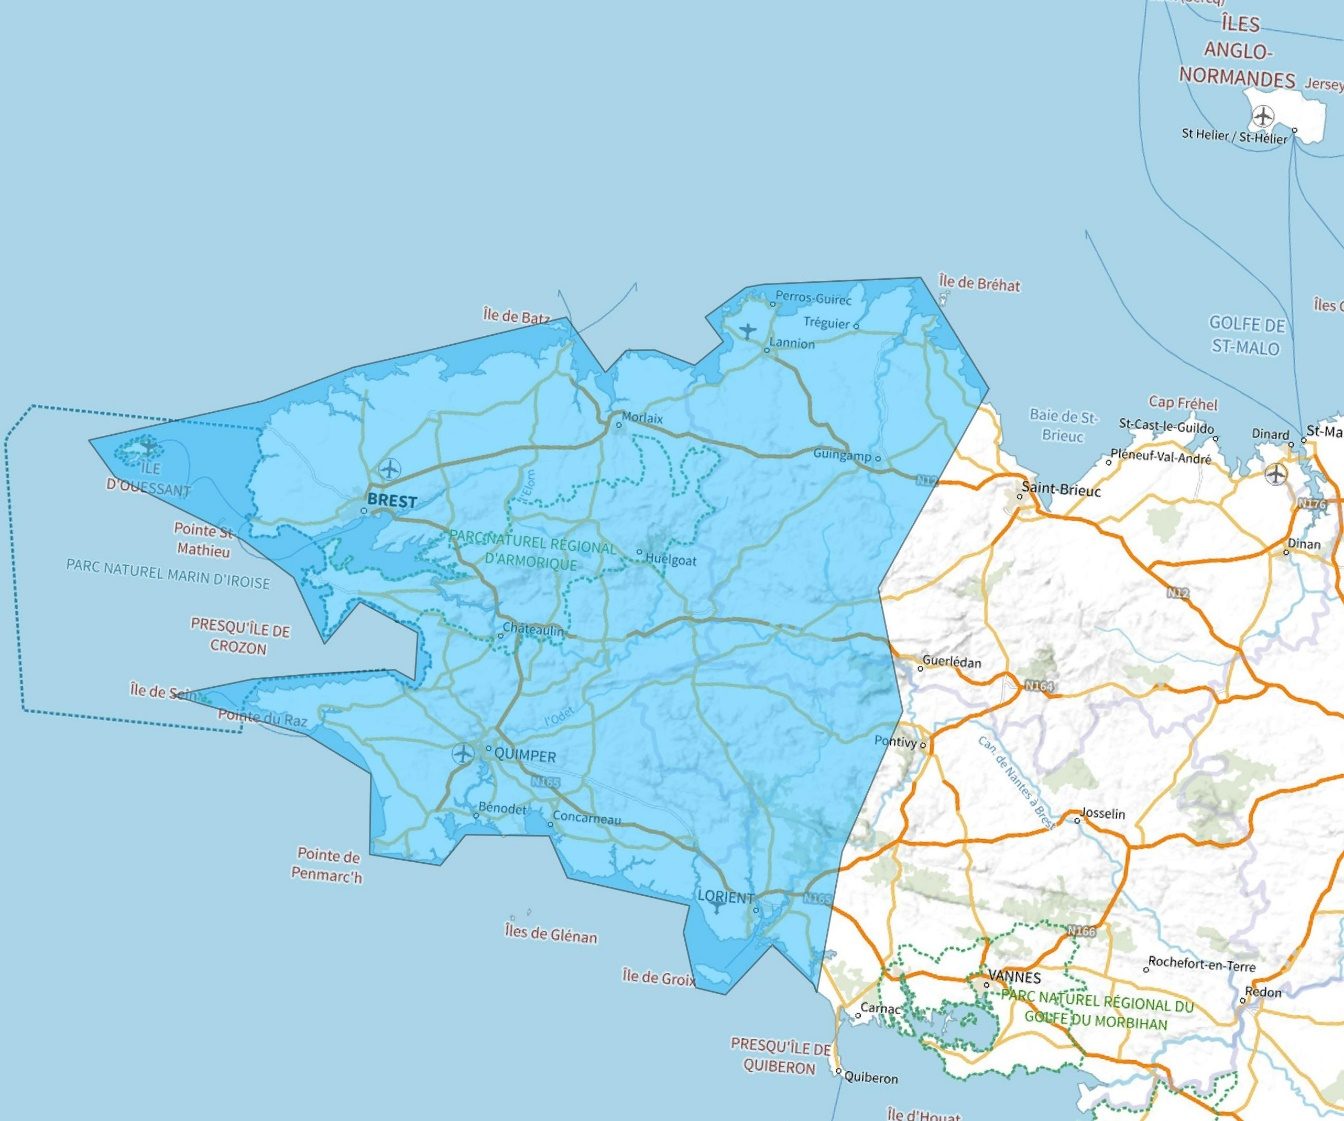 ÎLES
ANGLO-
NORMANDES
Jersey
St Helier / St-Hélier
Île de Bréhat
Île de Batz
Perros-Guirec
Tréguier
Lannion
Îles C
GOLFE DE
ST-MALO
Cap Fréhel
Baie de St-
Brieuc
St-Cast-le-Guildo
Dinard
St-Ma
Pléneuf-Val-André
Morlaix
Guingamp
N12
Saint-Brieuc
N176
ÎLE
D'OUESSANT
l'Elorn
BREST
Pointe St-
Mathieu
PARC NATUREL RÉGIONAL
D'ARMORIQUE
Huelgoat
Dinan
PARC NATUREL MARIN D'IROISE
N12
PRESQU'ÎLE DE
CROZON
Châteaulin
Guerlédan
N164
Île de Sein
Pointe du Raz
l'Odet
Pontivy
QUIMPER
Can. de Nantes à Brest
N165
Bénodet
Concarneau
Josselin
Pointe de
Penmarc'h
LORIENT
N165
Îles de Glénan
N166
Île de Groix
VANNES
Rochefort-en-Terre
Redon
PARC NATUREL RÉGIONAL DU
GOLFE DU MORBIHAN
Carnac
PRESQU'ÎLE DE
QUIBERON
Quiberon
Île d'Houat